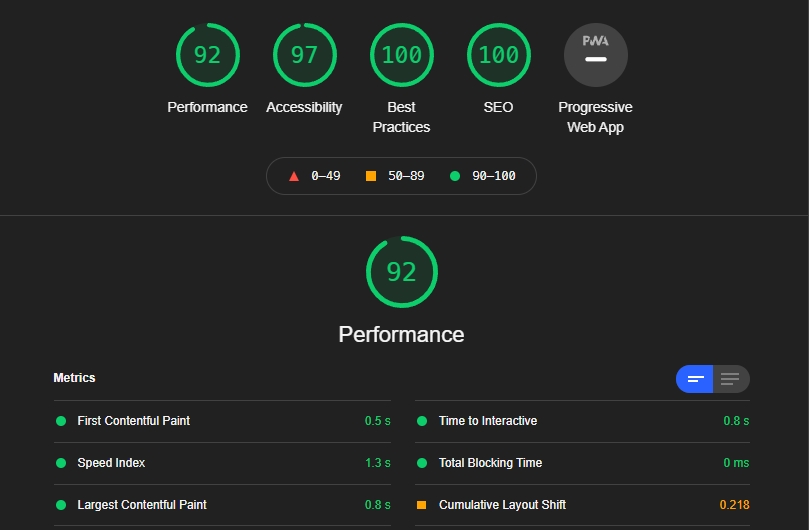 92 97 100 100 PWA
Performance Accessibility Best Practices SEO Progressive Web App
0–49 50–89 90–100
92
Performance
Metrics
First Contentful Paint 0.5 s
Time to Interactive 0.8 s
Speed Index 1.3 s
Total Blocking Time 0 ms
Largest Contentful Paint 0.8 s
Cumulative Layout Shift 0.218